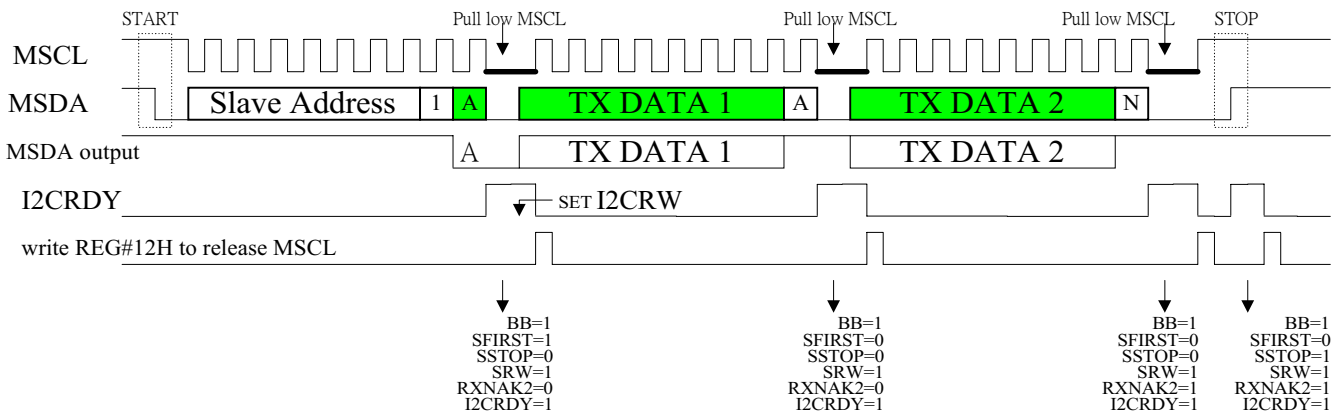 START Pull low MSCL Pull low MSCL Pull low MSCL STOP
MSCL
MSDA Slave Address 1 A TX DATA 1 A TX DATA 2 N
MSDA output A TX DATA 1 TX DATA 2
I2CRDY SET I2CRW
write REG#12H to release MSCL
BB=1 BB=1 BB=1 BB=1
SFIRST=1 SFIRST=0 SFIRST=0 SFIRST=0
SSTOP=0 SSTOP=0 SSTOP=0 SSTOP=1
SRW=1 SRW=1 SRW=1 SRW=1
RXNAK2=0 RXNAK2=0 RXNAK2=1 RXNAK2=1
I2CRDY=1 I2CRDY=1 I2CRDY=1 I2CRDY=1